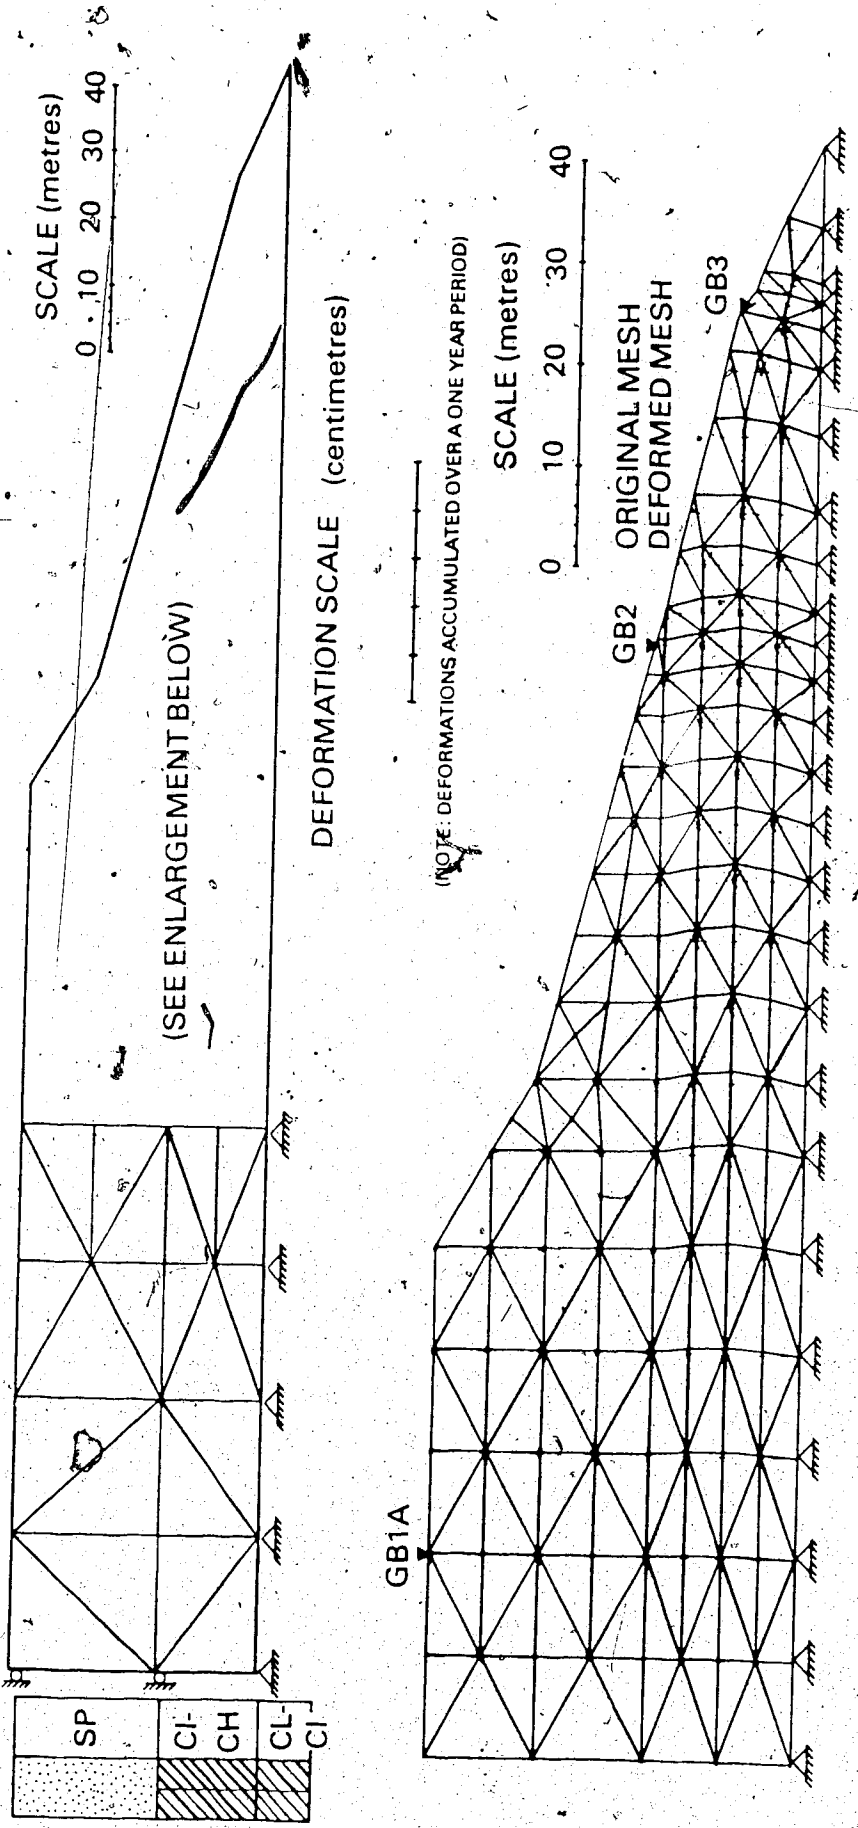 SCALE (metres)
0 10 20 30 40
(SEE ENLARGEMENT BELOW)
SP
CI-
CH
CL-
CI
DEFORMATION SCALE (centimetres)
(NOTE: DEFORMATIONS ACCUMULATED OVER A ONE YEAR PERIOD)
SCALE (metres)
0 10 20 30 40
ORIGINAL MESH
DEFORMED MESH
GB1A
GB2
GB3